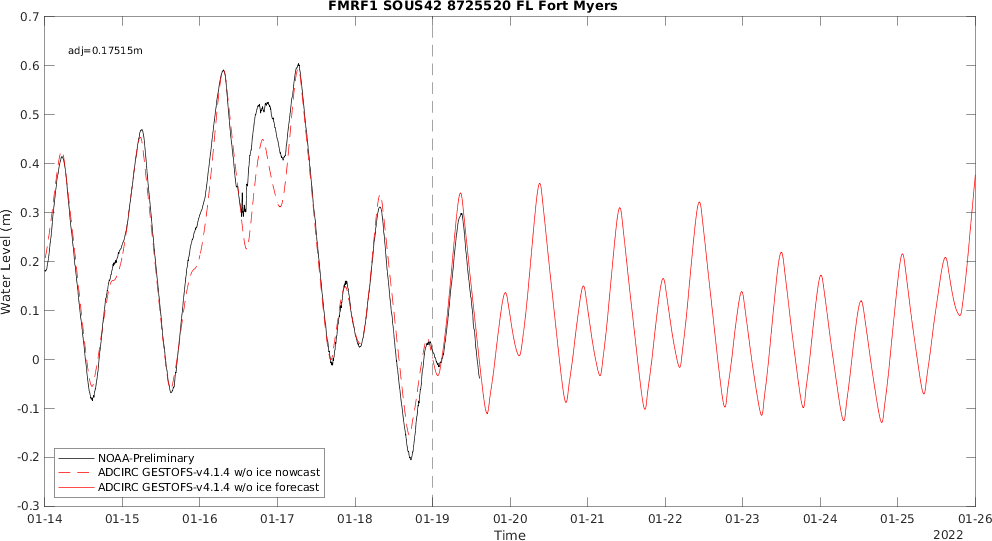 FMRF1 SOUS42 8725520 FL Fort Myers
adj=0.17515m
0.7
0.6
0.5
0.4
0.3
0.2
0.1
0
-0.1
-0.2
-0.3
Water Level (m)
NOAA-Preliminary
ADCIRC GESTOFS-v4.1.4 w/o ice nowcast
ADCIRC GESTOFS-v4.1.4 w/o ice forecast
01-14 01-15 01-16 01-17 01-18 01-19 01-20 01-21 01-22 01-23 01-24 01-25 01-26
Time
2022